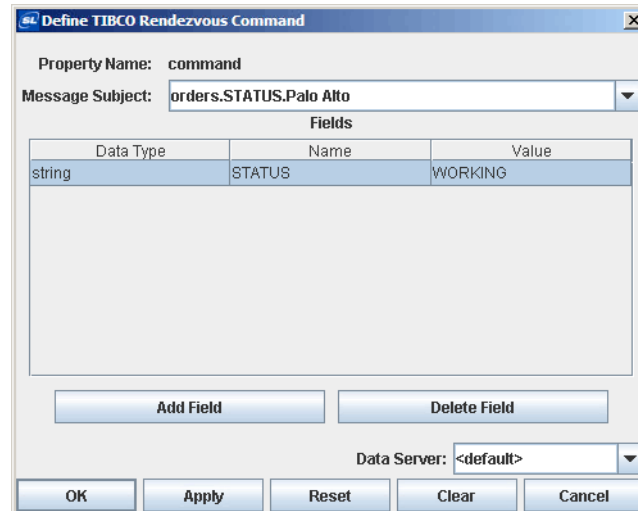 SL Define TIBCO Rendezvous Command
Property Name: command
Message Subject: orders.STATUS.Palo Alto
Fields
Data Type Name Value
string STATUS WORKING
Add Field Delete Field
Data Server: <default>
OK Apply Reset Clear Cancel